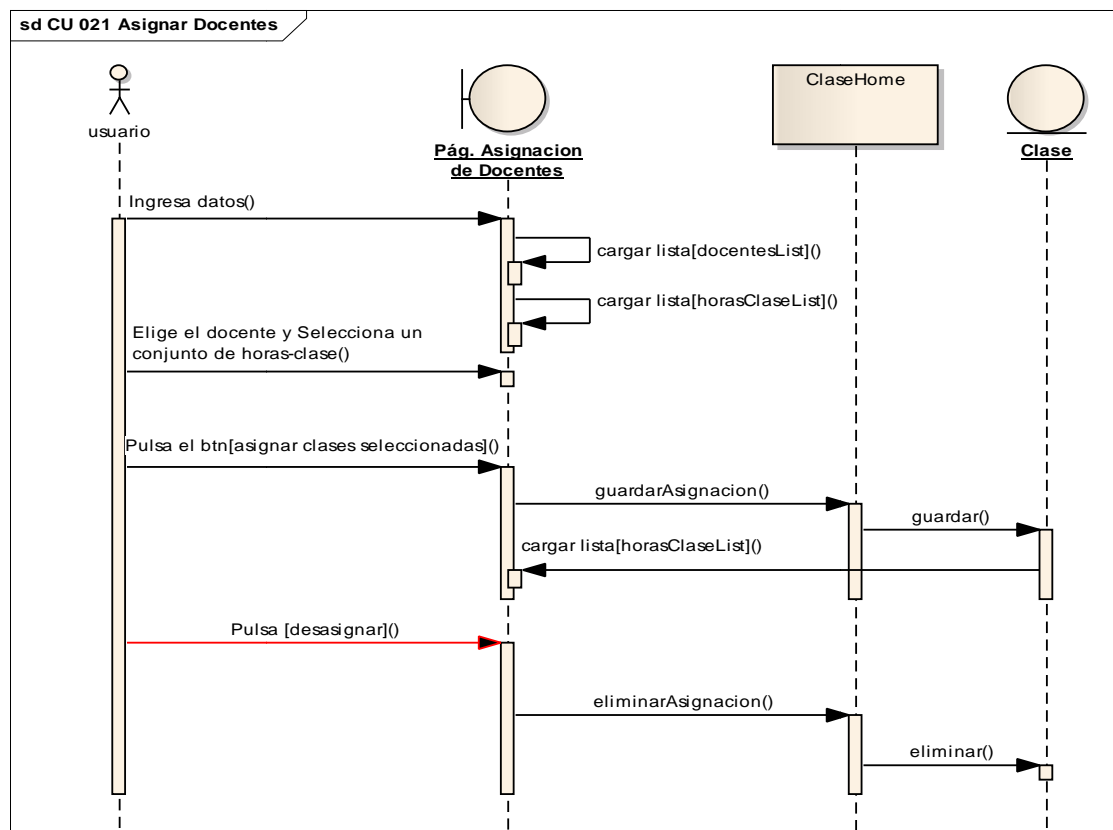 sd CU 021 Asignar Docentes
usuario
Pág. Asignacion
de Docentes
ClaseHome
Clase
Ingresa datos()
cargar lista[docentesList]()
cargar lista[horasClaseList]()
Elige el docente y Selecciona un
conjunto de horas-clase()
Pulsa el btn[asignar clases seleccionadas]()
guardarAsignacion()
guardar()
cargar lista[horasClaseList]()
Pulsa [desasignar]()
eliminarAsignacion()
eliminar()